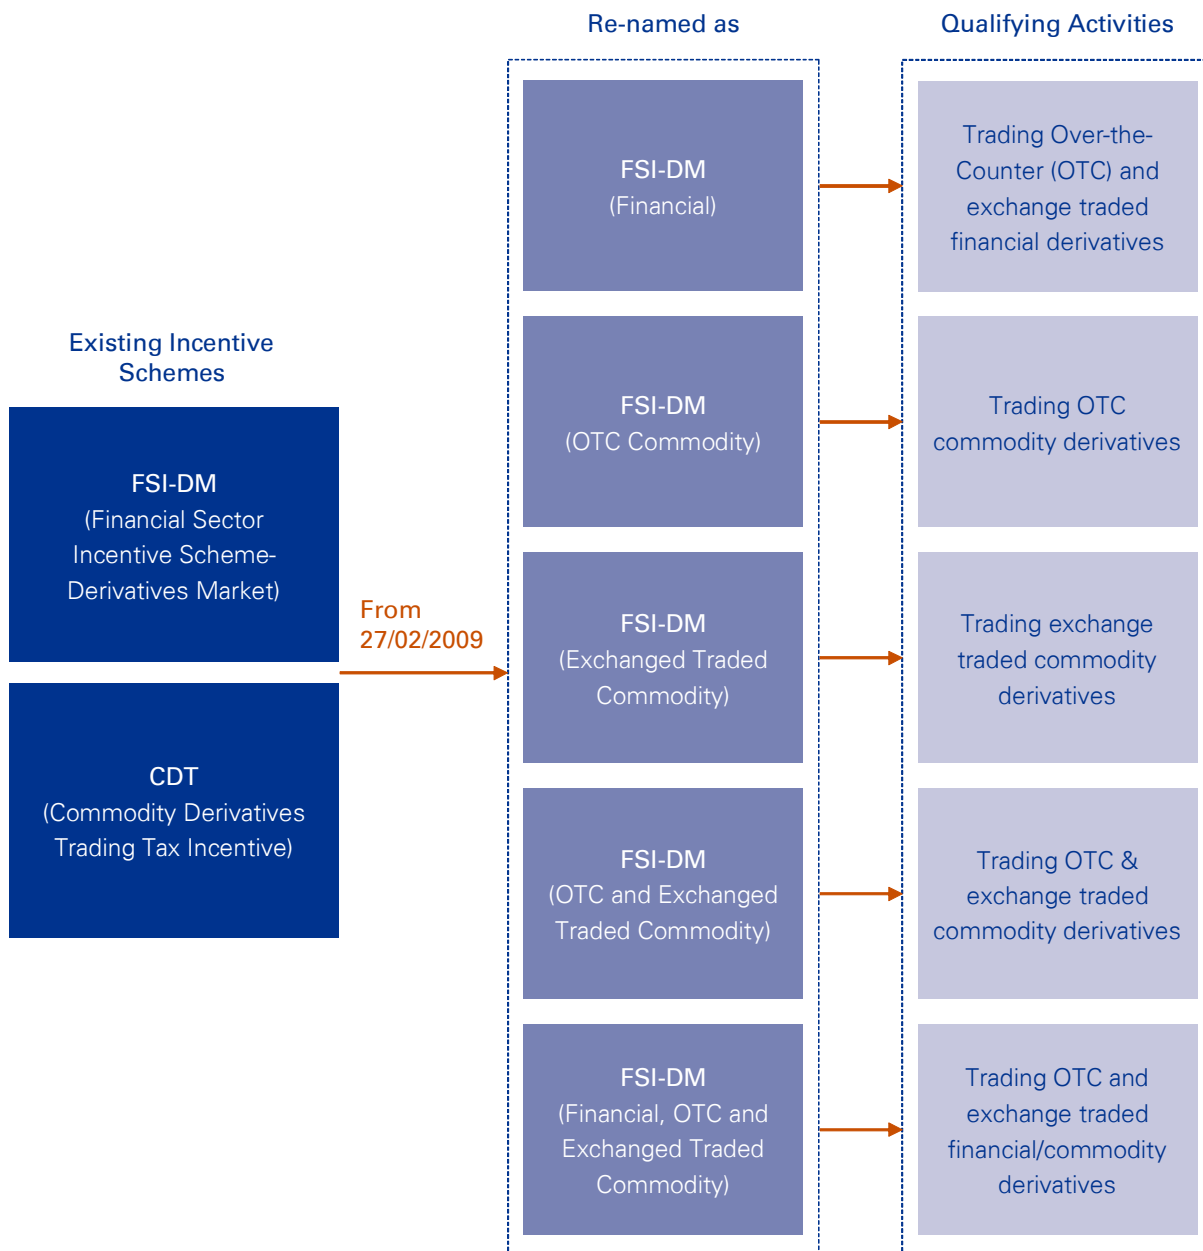 Re-named as
Qualifying Activities
Existing Incentive
Schemes
FSI-DM
(Financial Sector
Incentive Scheme-
Derivatives Market)
CDT
(Commodity Derivatives
Trading Tax Incentive)
From
27/02/2009
FSI-DM
(Financial)
Trading Over-the-
Counter (OTC) and
exchange traded
financial derivatives
FSI-DM
(OTC Commodity)
Trading OTC
commodity derivatives
FSI-DM
(Exchanged Traded
Commodity)
Trading exchange
traded commodity
derivatives
FSI-DM
(OTC and Exchanged
Traded Commodity)
Trading OTC &
exchange traded
commodity derivatives
FSI-DM
(Financial, OTC and
Exchanged Traded
Commodity)
Trading OTC and
exchange traded
financial/commodity
derivatives